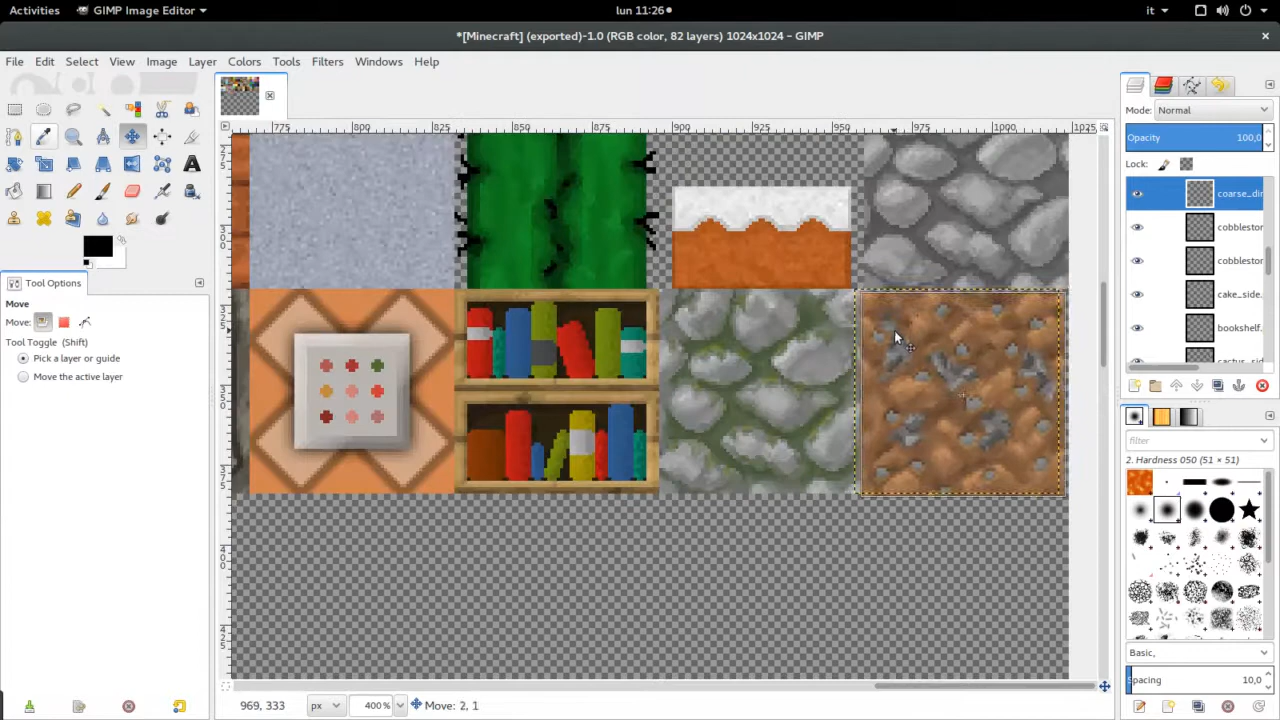 Activities GIMP Image Editor lun 11:26 it
*[Minecraft] (exported)-1.0 (RGB color, 82 layers) 1024x1024 – GIMP
File Edit Select View Image Layer Colors Tools Filters Windows Help
Mode: Normal
Opacity 100,0
775 800 850 875 900 925 950 975 1000 1025
Lock:
coarse_dir
cobbleston
cobbleston
cake_side.
bookshelf.
cactus_sid
Tool Options
Move
Move:
Tool Toggle (Shift)
Pick a layer or guide
Move the active layer
filter
2. Hardness 050 (51 × 51)
Basic,
Spacing 10,0
969, 333 px 400% Move: 2, 1